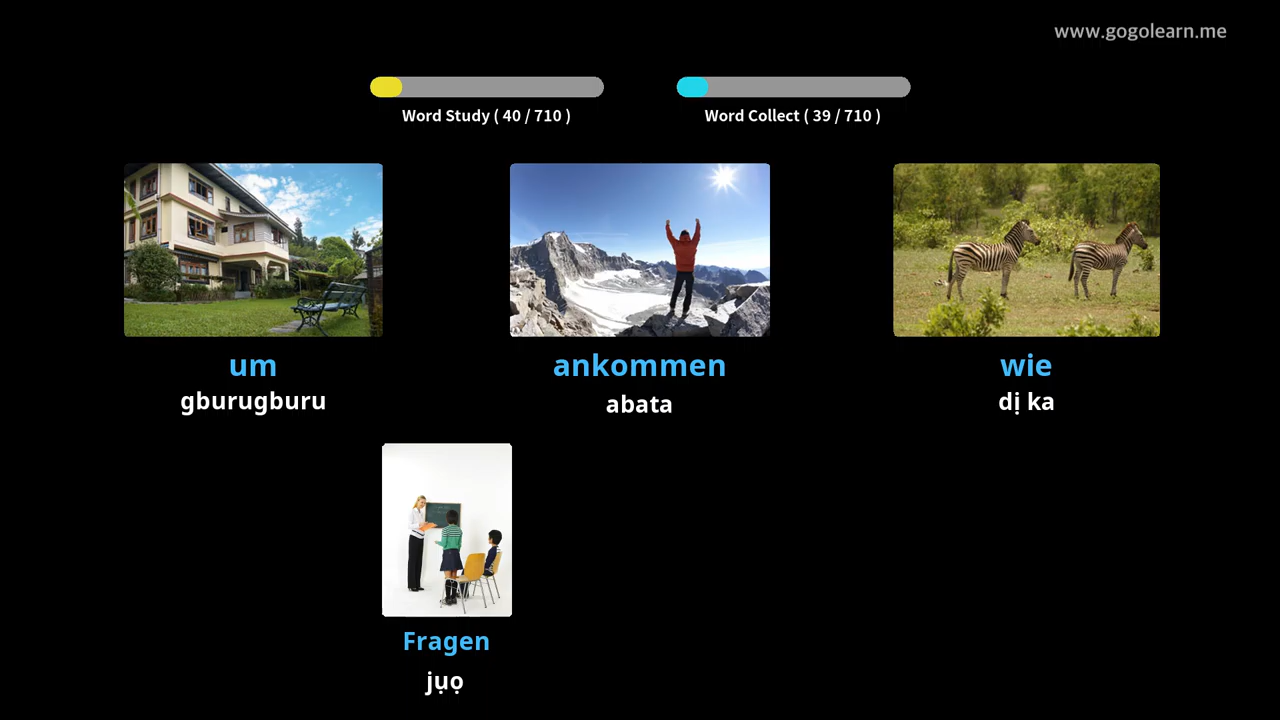 www.gogolearn.me
Word Study ( 40 / 710 )
Word Collect ( 39 / 710 )
um
gburugburu
ankommen
abata
wie
dị ka
Fragen
jụọ